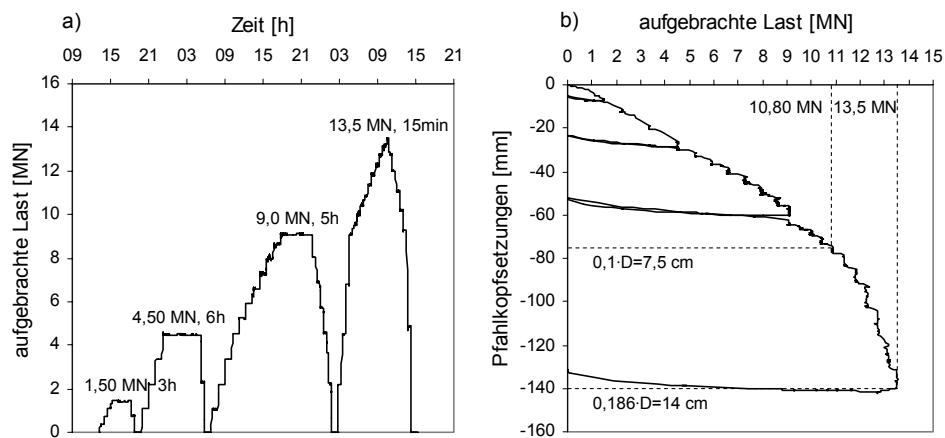 a)
Zeit [h]
09 15 21 03 09 15 21 03 09 15 21
aufgebrachte Last [MN]
16
14
12
10
8
6
4
2
0
13,5 MN, 15min
9,0 MN, 5h
4,50 MN, 6h
1,50 MN, 3h
b)
aufgebrachte Last [MN]
0 1 2 3 4 5 6 7 8 9 10 11 12 13 14 15
Pfahlkopfsetzungen [mm]
0
-20
-40
-60
-80
-100
-120
-140
-160
10,80 MN
13,5 MN
0,1·D=7,5 cm
0,186·D=14 cm